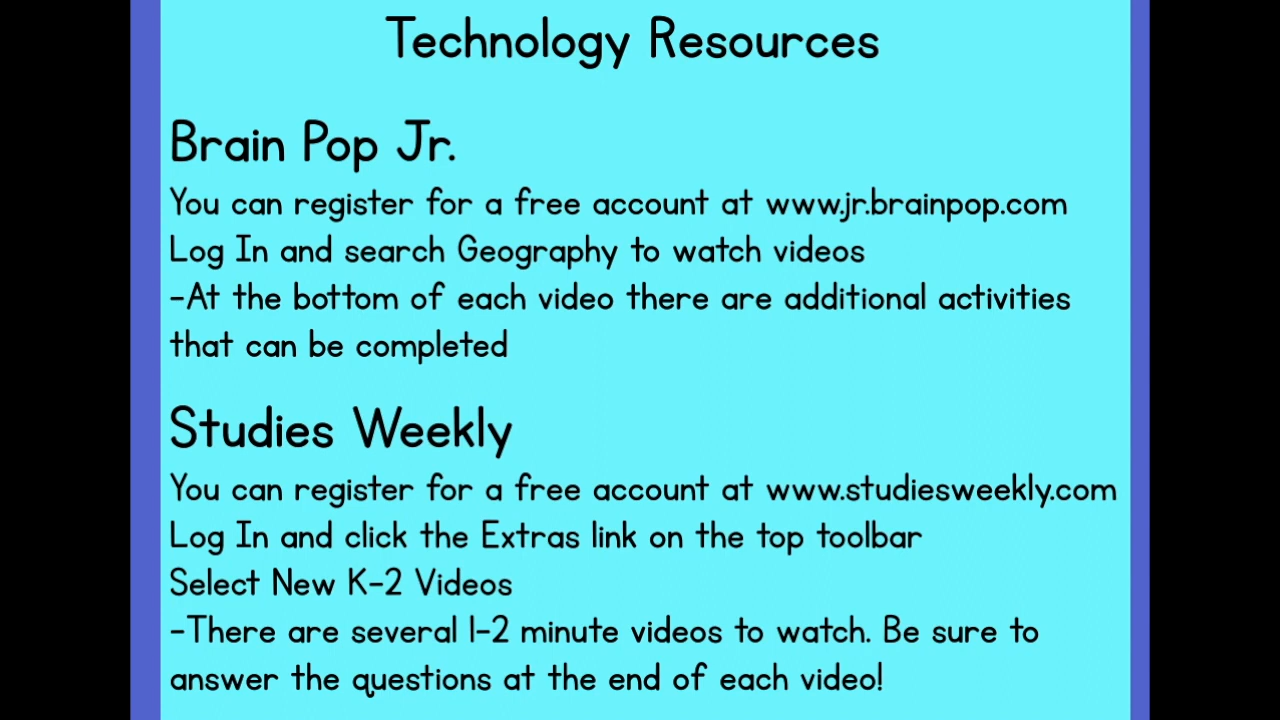 Technology Resources
Brain Pop Jr.
You can register for a free account at www.jr.brainpop.com
Log In and search Geography to watch videos
-At the bottom of each video there are additional activities
that can be completed
Studies Weekly
You can register for a free account at www.studiesweekly.com
Log In and click the Extras link on the top toolbar
Select New K-2 Videos
-There are several 1-2 minute videos to watch. Be sure to
answer the questions at the end of each video!